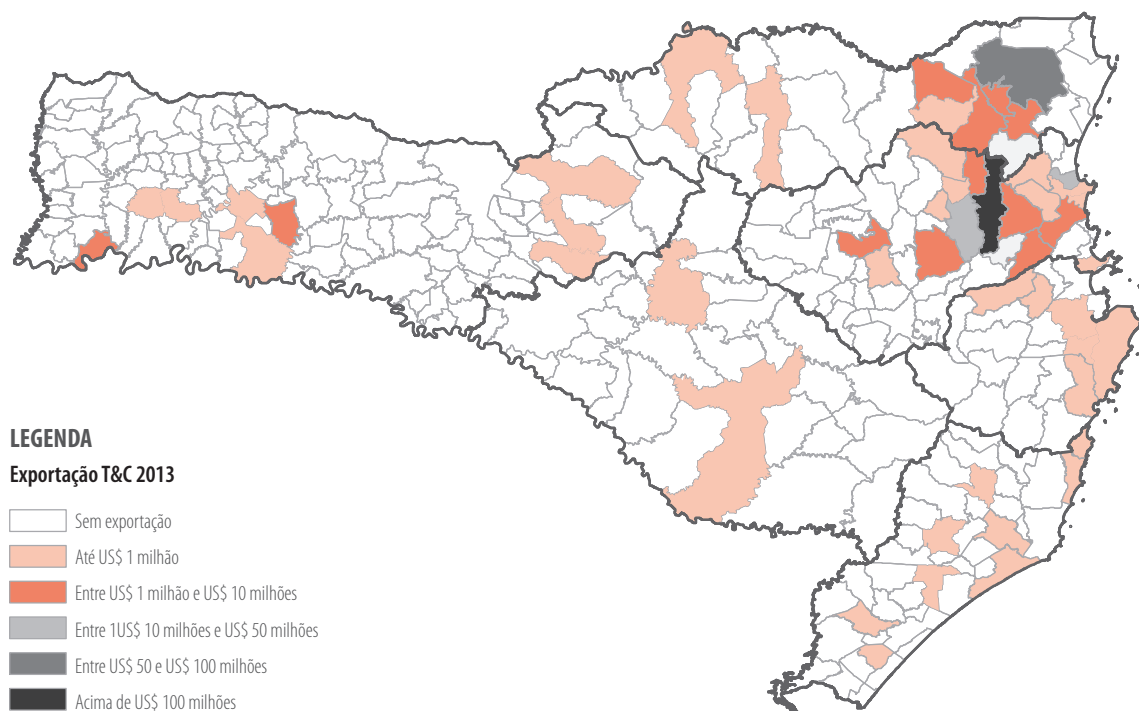 LEGENDA
Exportação T&C 2013
Sem exportação
Até US$ 1 milhão
Entre US$ 1 milhão e US$ 10 milhões
Entre 1US$ 10 milhões e US$ 50 milhões
Entre US$ 50 e US$ 100 milhões
Acima de US$ 100 milhões